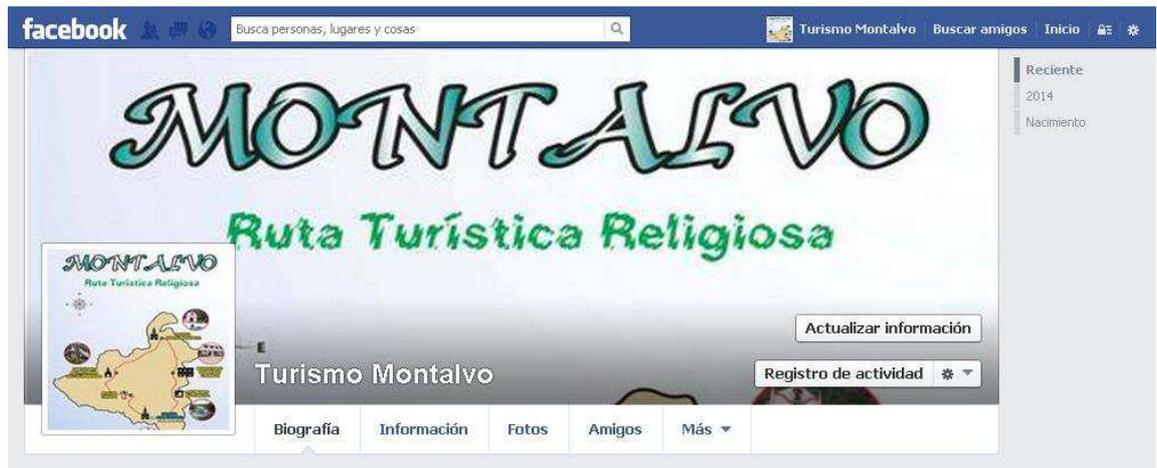 facebook
Busca personas, lugares y cosas
Turismo Montalvo Buscar amigos Inicio
Reciente
2014
Nacimiento
MONTALVO
Ruta Turística Religiosa
MONTALVO
Ruta Turística Religiosa
E
Actualizar información
Turismo Montalvo
Registro de actividad
Biografía Información Fotos Amigos Más